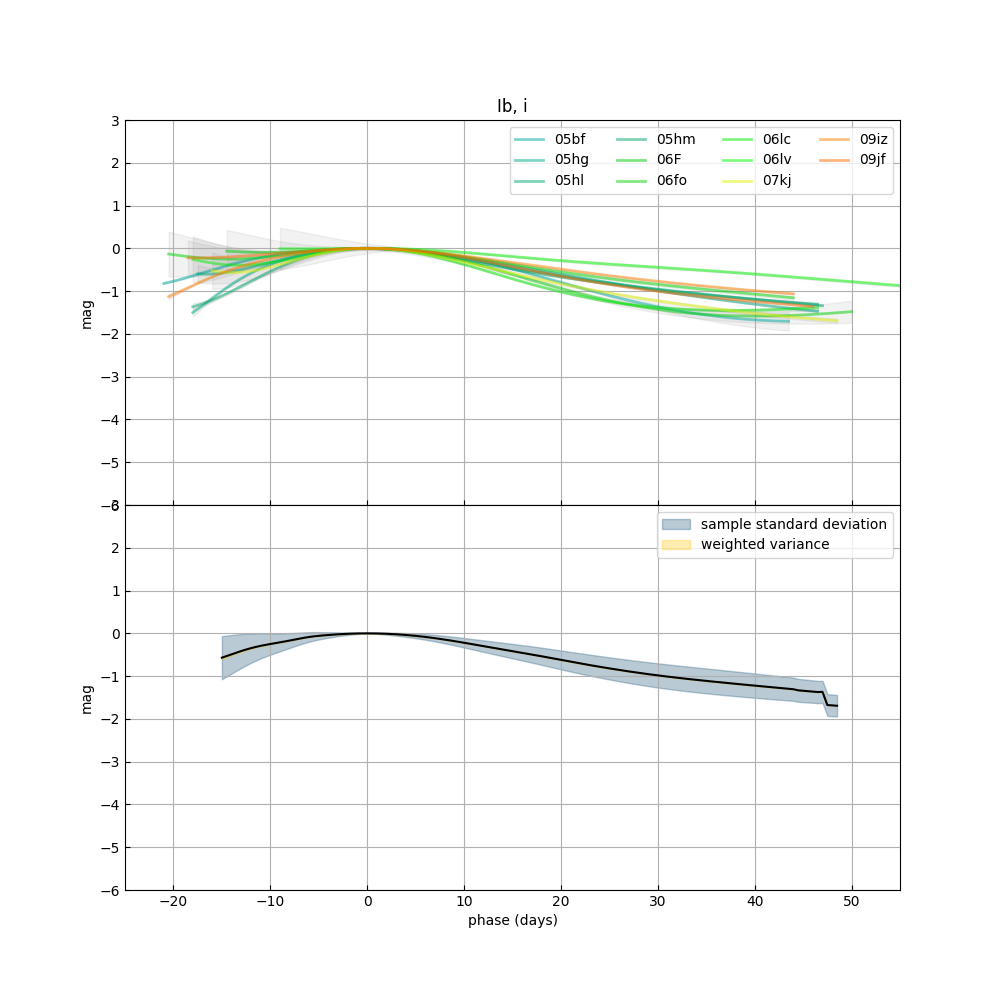 Ib, i
05bf 05hm 06lc 09iz
05hg 06F 06lv 09jf
05hl 06fo 07kj
3
2
1
0
−1
−2
−3
−4
−5
−6
mag
3
2
1
0
−1
−2
−3
−4
−5
−6
mag
sample standard deviation
weighted variance
−20 −10 0 10 20 30 40 50
phase (days)